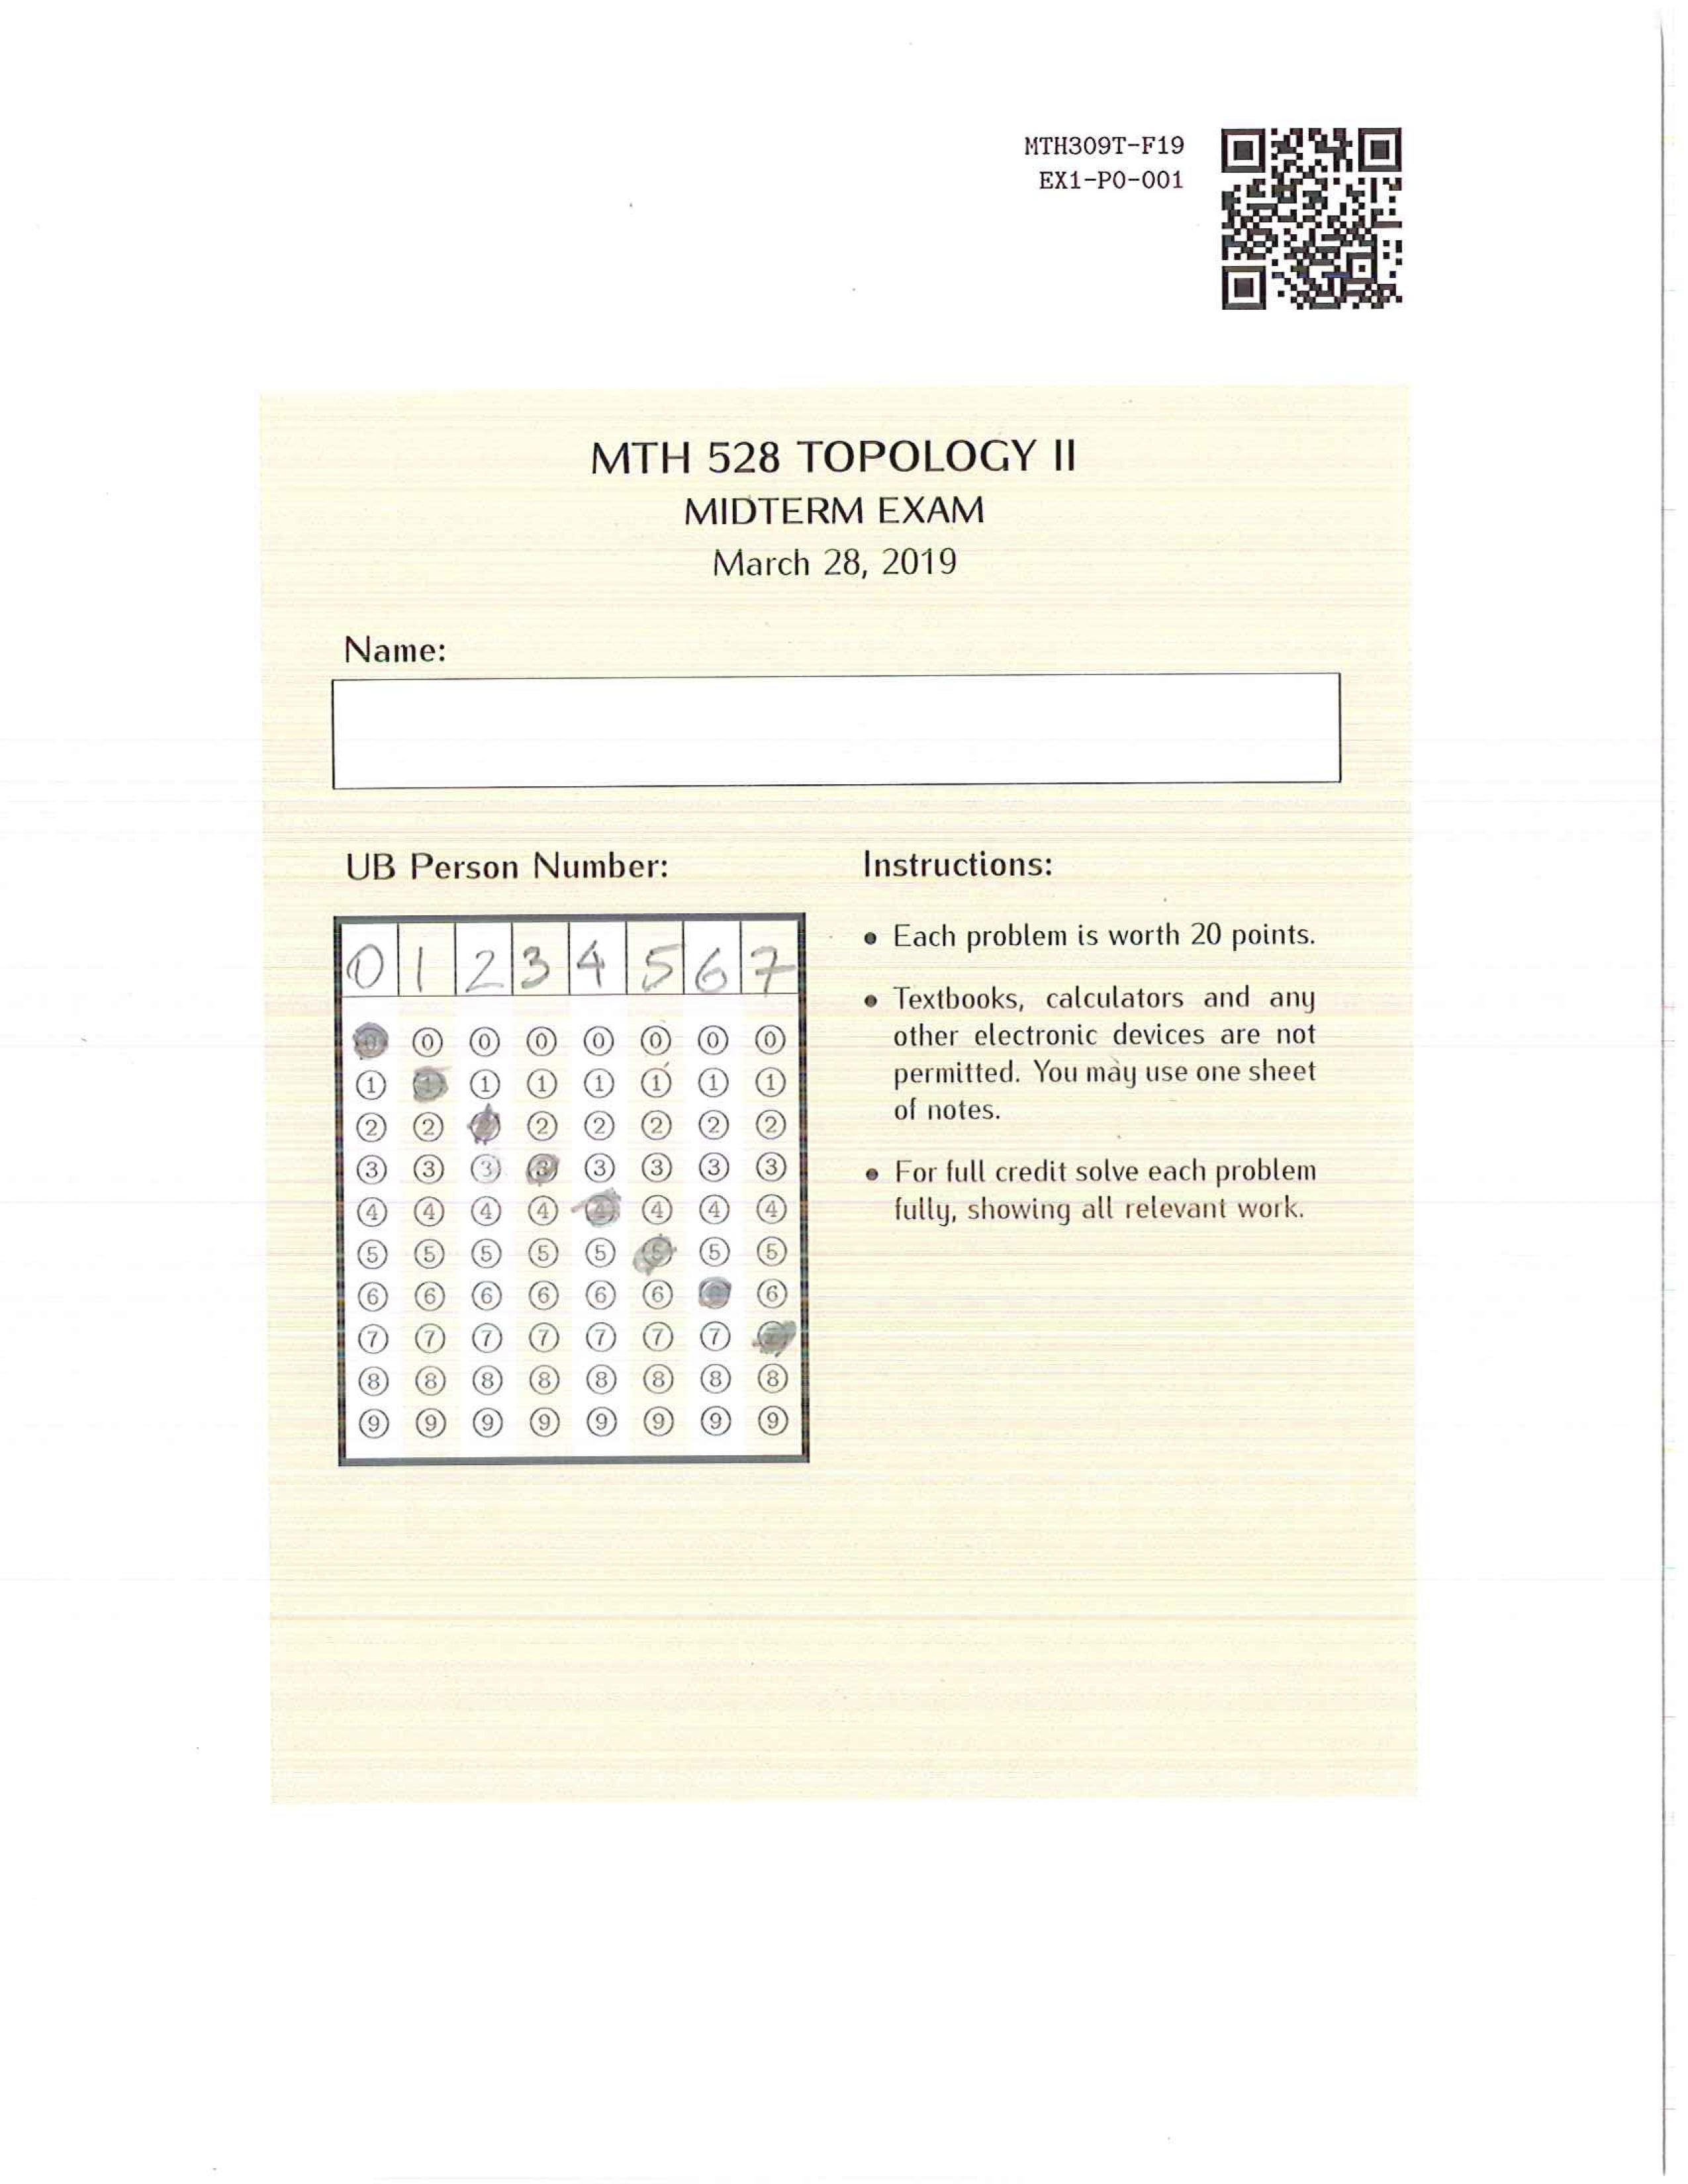 MTH309T-F19
EX1-P0-001
MTH 528 TOPOLOGY II
MIDTERM EXAM
March 28, 2019
Name:
UB Person Number:
0 1 2 3 4 5 6 7
0 0 0 0 0 0 0 0
1 1 1 1 1 1 1 1
2 2 2 2 2 2 2 2
3 3 3 3 3 3 3 3
4 4 4 4 4 4 4 4
5 5 5 5 5 5 5 5
6 6 6 6 6 6 6 6
7 7 7 7 7 7 7 7
8 8 8 8 8 8 8 8
9 9 9 9 9 9 9 9
Instructions:
• Each problem is worth 20 points.
• Textbooks, calculators and any
other electronic devices are not
permitted. You may use one sheet
of notes.
• For full credit solve each problem
fully, showing all relevant work.